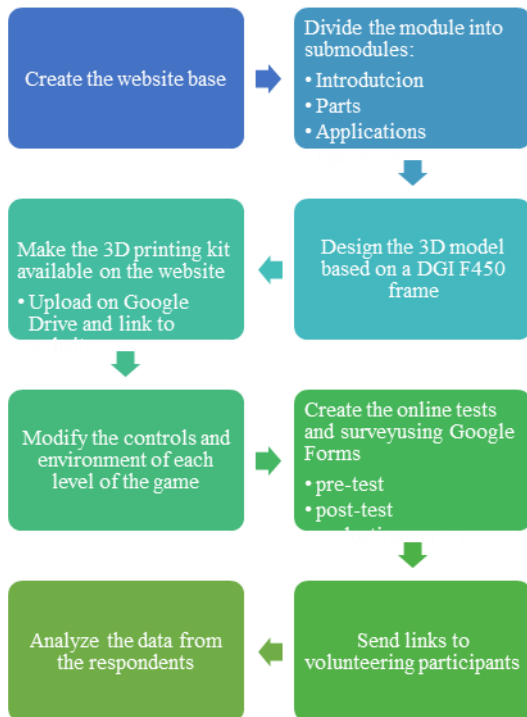 Create the website base
Divide the module into
submodules:
• Introdutcion
• Parts
• Applications
Design the 3D model
based on a DGI F450
frame
Make the 3D printing kit
available on the website
• Upload on Google
Drive and link to
Modify the controls and
environment of each
level of the game
Create the online tests
and surveyusing Google
Forms
• pre-test
• post-test
Send links to
volunteering participants
Analyze the data from
the respondents